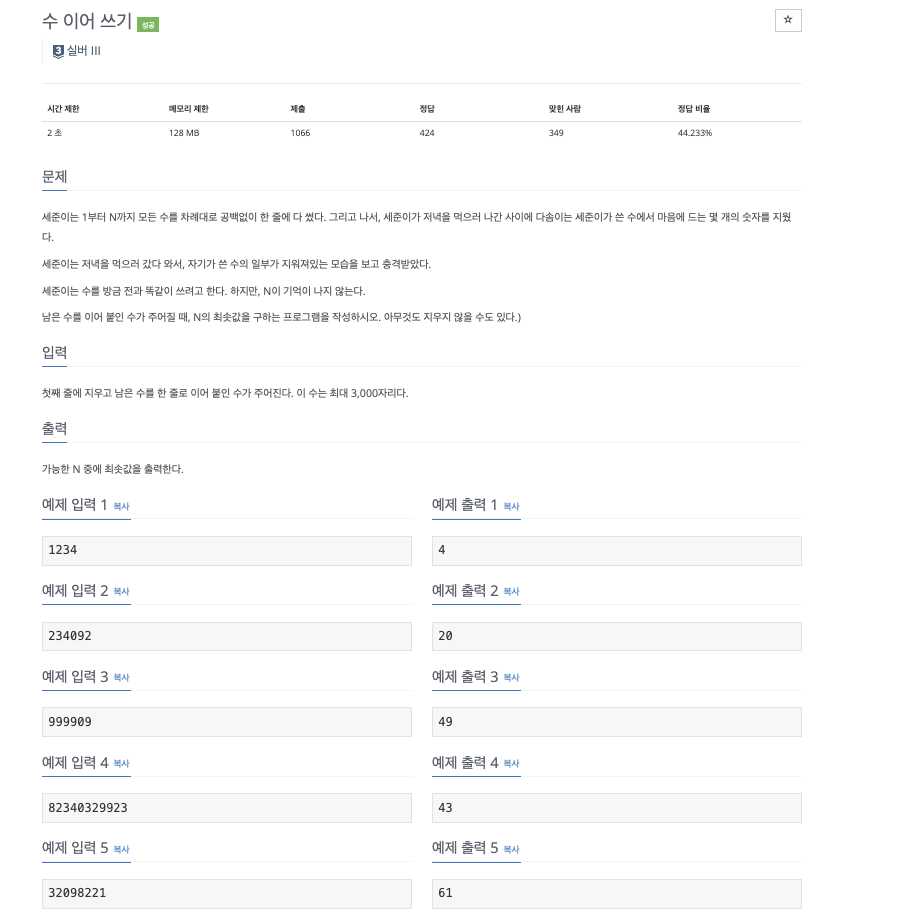 수 이어 쓰기 성공
☆
3 실버 III
시간 제한 메모리 제한 제출 정답 맞힌 사람 정답 비율
2 초 128 MB 1066 424 349 44.233%
문제
세준이는 1부터 N까지 모든 수를 차례대로 공백없이 한 줄에 다 썼다. 그리고 나서, 세준이가 저녁을 먹으러 나간 사이에 다솜이는 세준이가 쓴 수에서 마음에 드는 몇 개의 숫자를 지웠
다.
세준이는 저녁을 먹으러 갔다 와서, 자기가 쓴 수의 일부가 지워져있는 모습을 보고 충격받았다.
세준이는 수를 방금 전과 똑같이 쓰려고 한다. 하지만, N이 기억이 나지 않는다.
남은 수를 이어 붙인 수가 주어질 때, N의 최솟값을 구하는 프로그램을 작성하시오. 아무것도 지우지 않을 수도 있다.)
입력
첫째 줄에 지우고 남은 수를 한 줄로 이어 붙인 수가 주어진다. 이 수는 최대 3,000자리다.
출력
가능한 N 중에 최솟값을 출력한다.
예제 입력 1 복사 예제 출력 1 복사
1234 4
예제 입력 2 복사 예제 출력 2 복사
234092 20
예제 입력 3 복사 예제 출력 3 복사
999909 49
예제 입력 4 복사 예제 출력 4 복사
82340329923 43
예제 입력 5 복사 예제 출력 5 복사
32098221 61